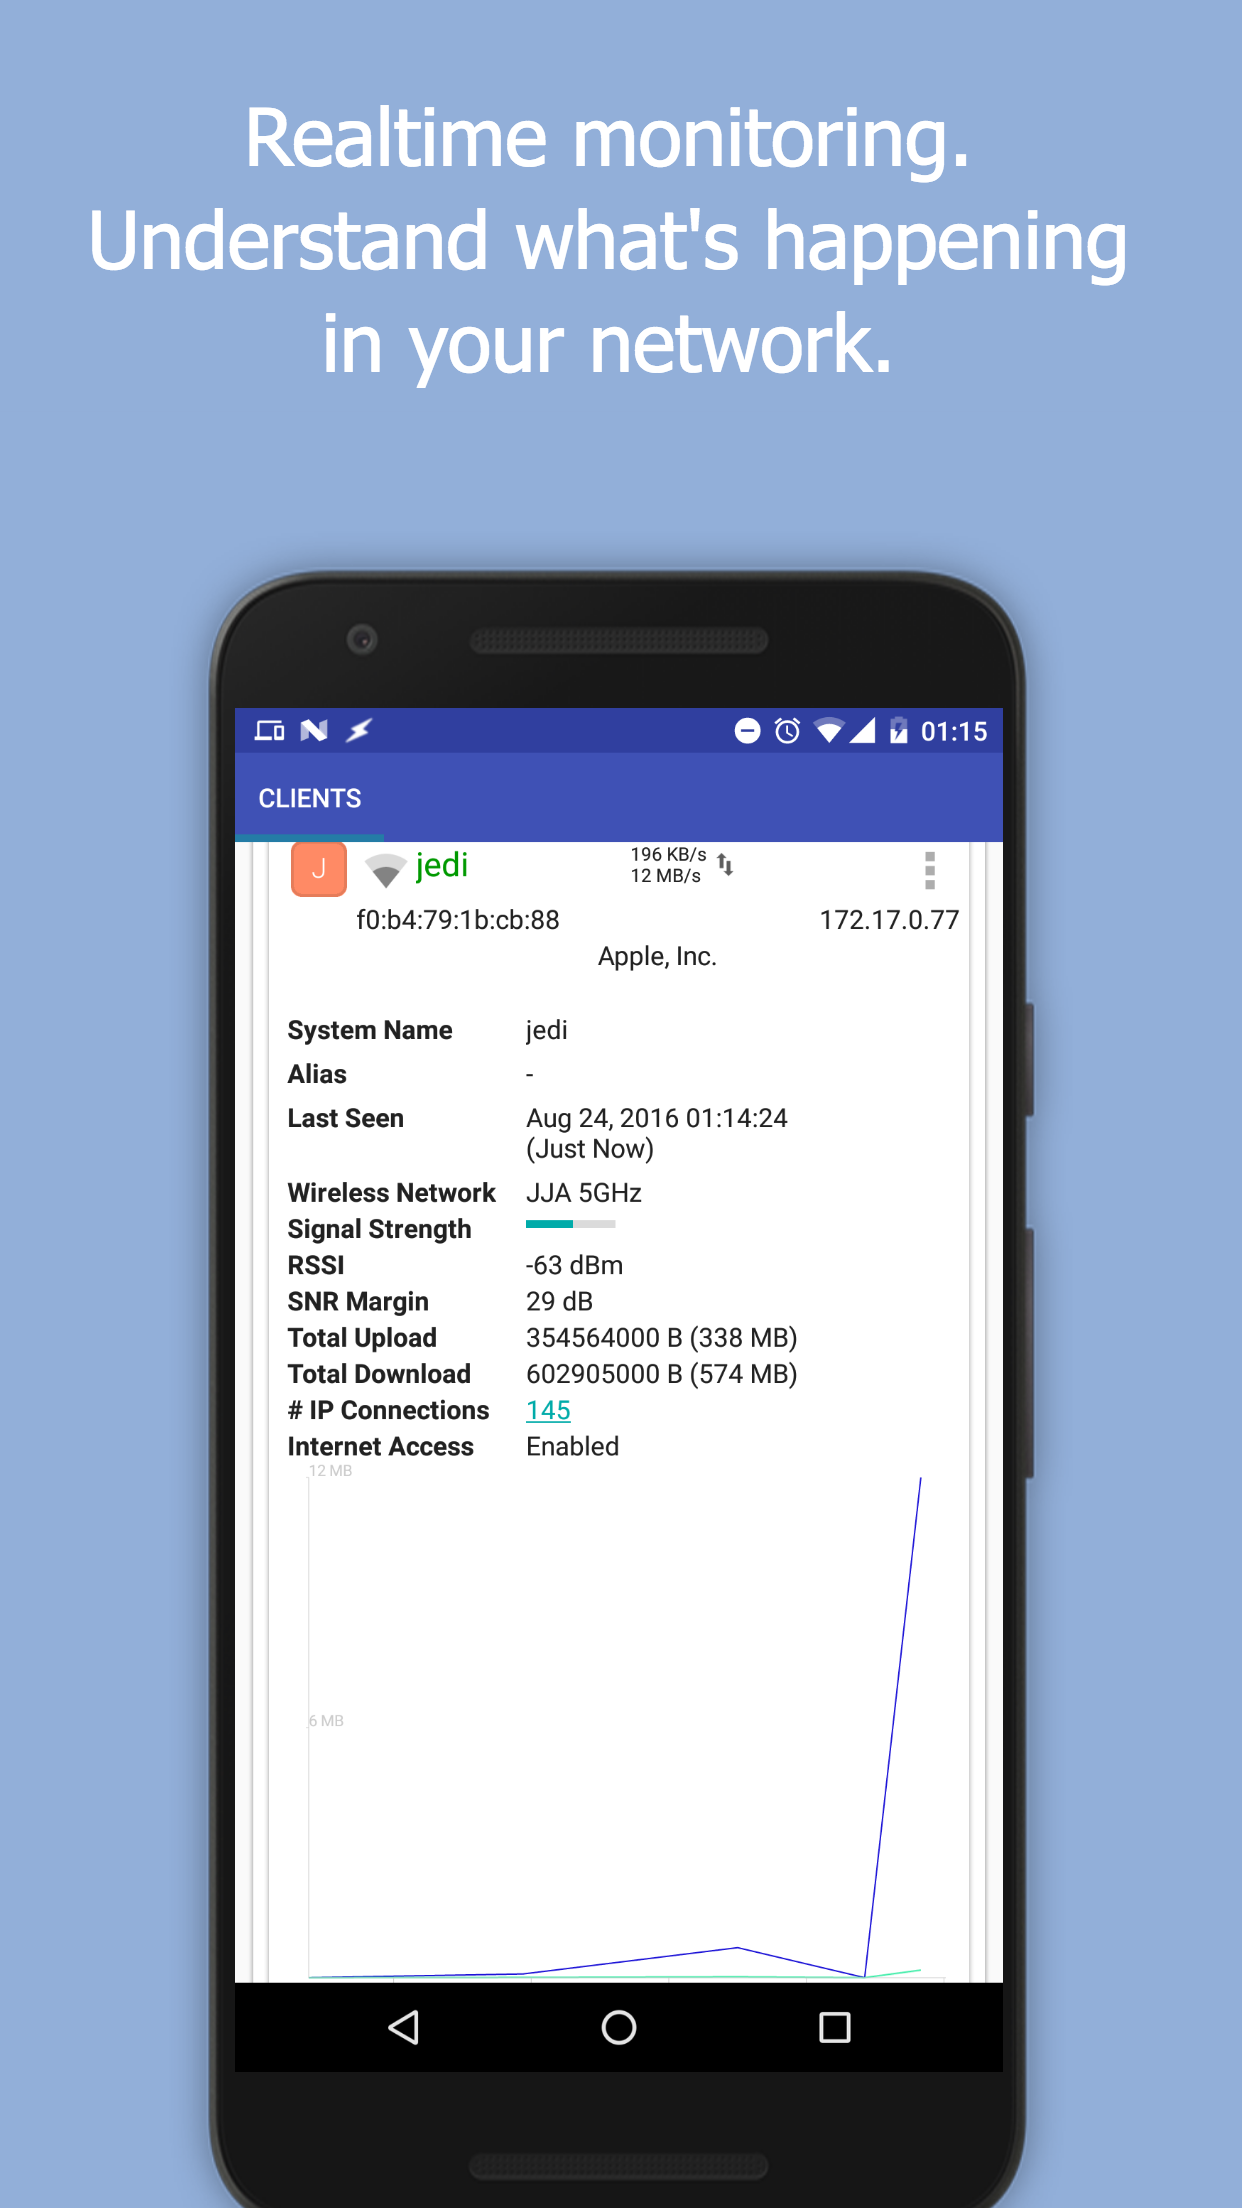 Realtime monitoring.
Understand what's happening
in your network.
01:15
CLIENTS
J
jedi
196 KB/s
12 MB/s
f0:b4:79:1b:cb:88
172.17.0.77
Apple, Inc.
System Name jedi
Alias -
Last Seen Aug 24, 2016 01:14:24
(Just Now)
Wireless Network JJA 5GHz
Signal Strength
RSSI -63 dBm
SNR Margin 29 dB
Total Upload 354564000 B (338 MB)
Total Download 602905000 B (574 MB)
# IP Connections 145
Internet Access Enabled
12 MB
6 MB